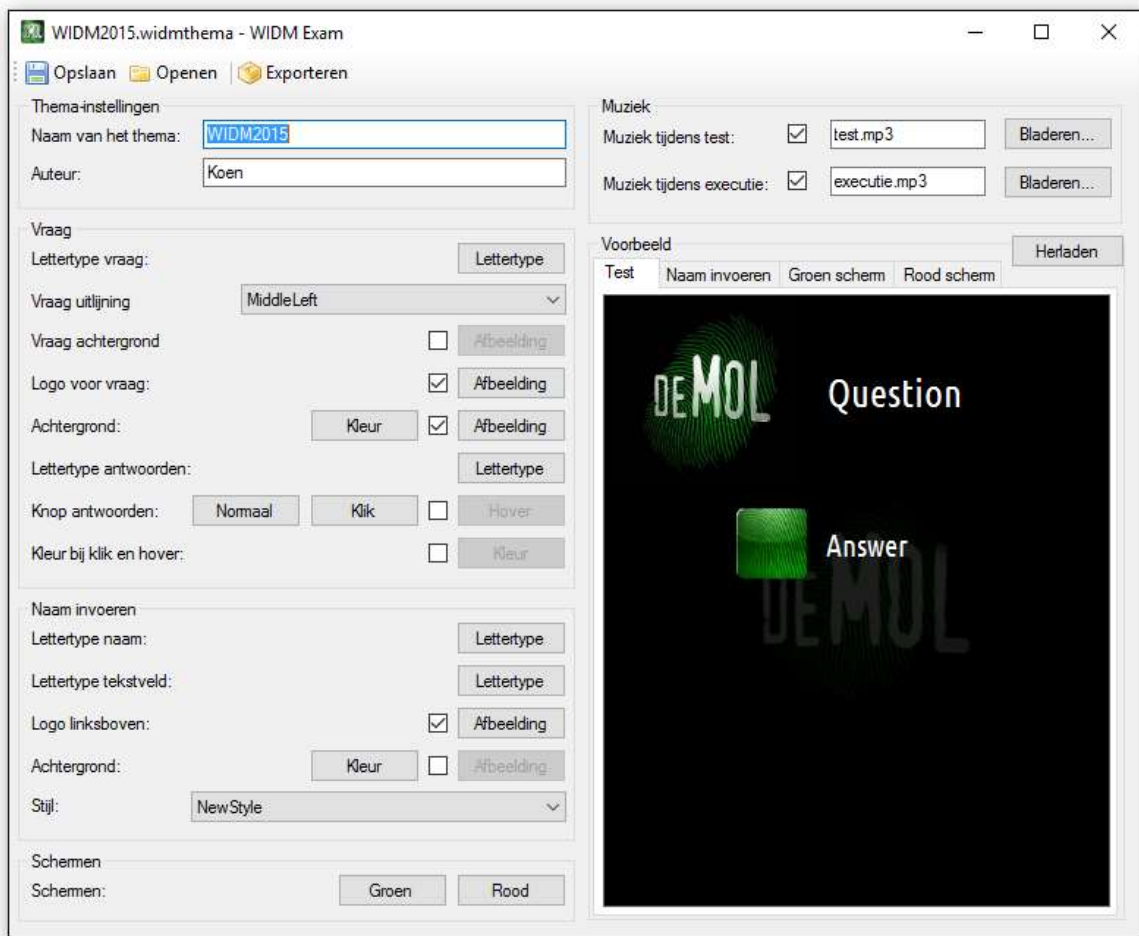 WIDM2015.widmthema - WIDM Exam
Opslaan Openen Exporteren
Thema-instellingen
Naam van het thema: WIDM2015
Auteur: Koen
Vraag
Lettertype vraag: Lettertype
Vraag uitlijning MiddleLeft
Vraag achtergrond Afbeelding
Logo voor vraag: Afbeelding
Achtergrond: Kleur Afbeelding
Lettertype antwoorden: Lettertype
Knop antwoorden: Normaal Klik Hover
Kleur bij klik en hover: Kleur
Naam invoeren
Lettertype naam: Lettertype
Lettertype tekstveld: Lettertype
Logo linksboven: Afbeelding
Achtergrond: Kleur Afbeelding
Stijl: NewStyle
Schermen
Schermen: Groen Rood
Muziek
Muziek tijdens test: test.mp3 Bladeren...
Muziek tijdens executie: executie.mp3 Bladeren...
Voorbeeld Herladen
Test Naam invoeren Groen scherm Rood scherm
DEMOL Question
Answer
DEMOL